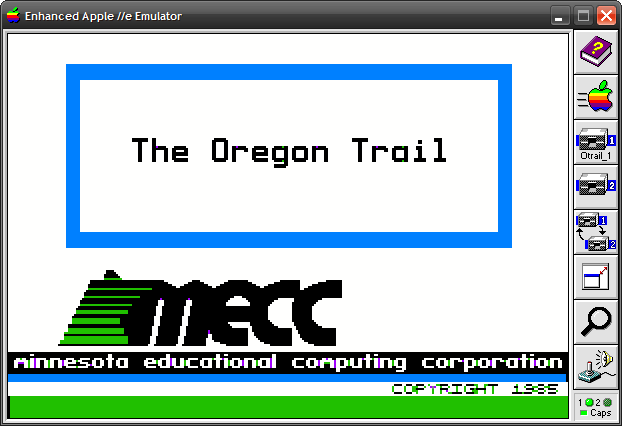 Enhanced Apple //e Emulator
The Oregon Trail
mecc
minnesota educational computing corporation
COPYRIGHT 1985
?
1
Otrail_1
2
1
2
1 2
Caps